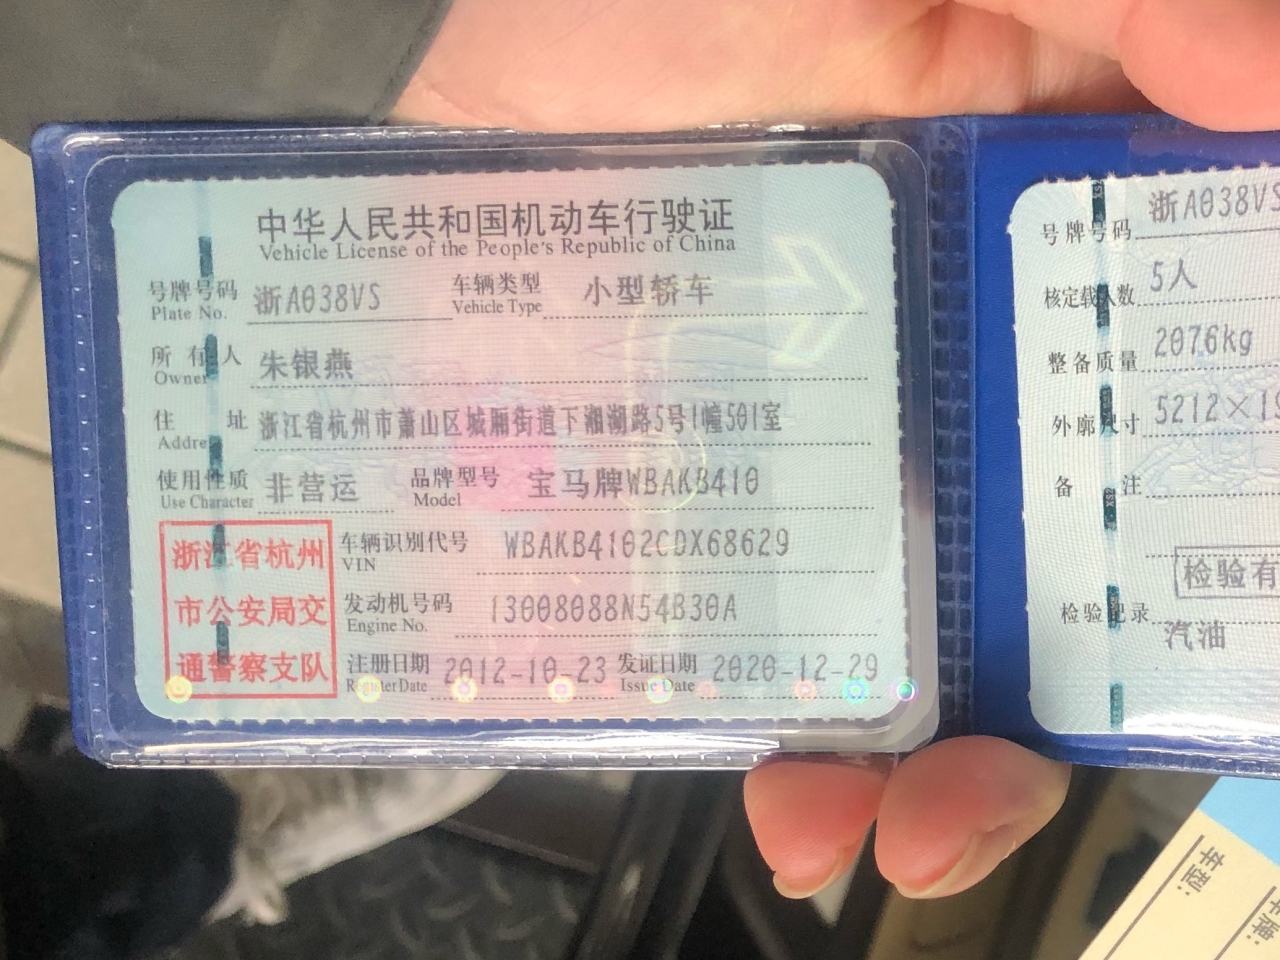 中华人民共和国机动车行驶证
Vehicle License of the People's Republic of China
号牌号码 浙A038VS 车辆类型 小型轿车
Plate No. Vehicle Type
所有人 朱银燕
Owner
住址 浙江省杭州市萧山区城厢街道下湘湖路5号1幢501室
Address
使用性质 非营运 品牌型号 宝马牌WBAKB410
Use Character Model
浙江省杭州
市公安局交
通警察支队
车辆识别代号 WBAKB4102CDX68629
VIN
发动机号码 13008088N54B30A
Engine No.
注册日期 2012-10-23 发证日期 2020-12-29
Register Date Issue Date
号牌号码 浙A038VS
核定载人数 5人
整备质量 2076kg
外廓尺寸 5212×
备注
检验有
检验记录
汽油
车型:
车牌: